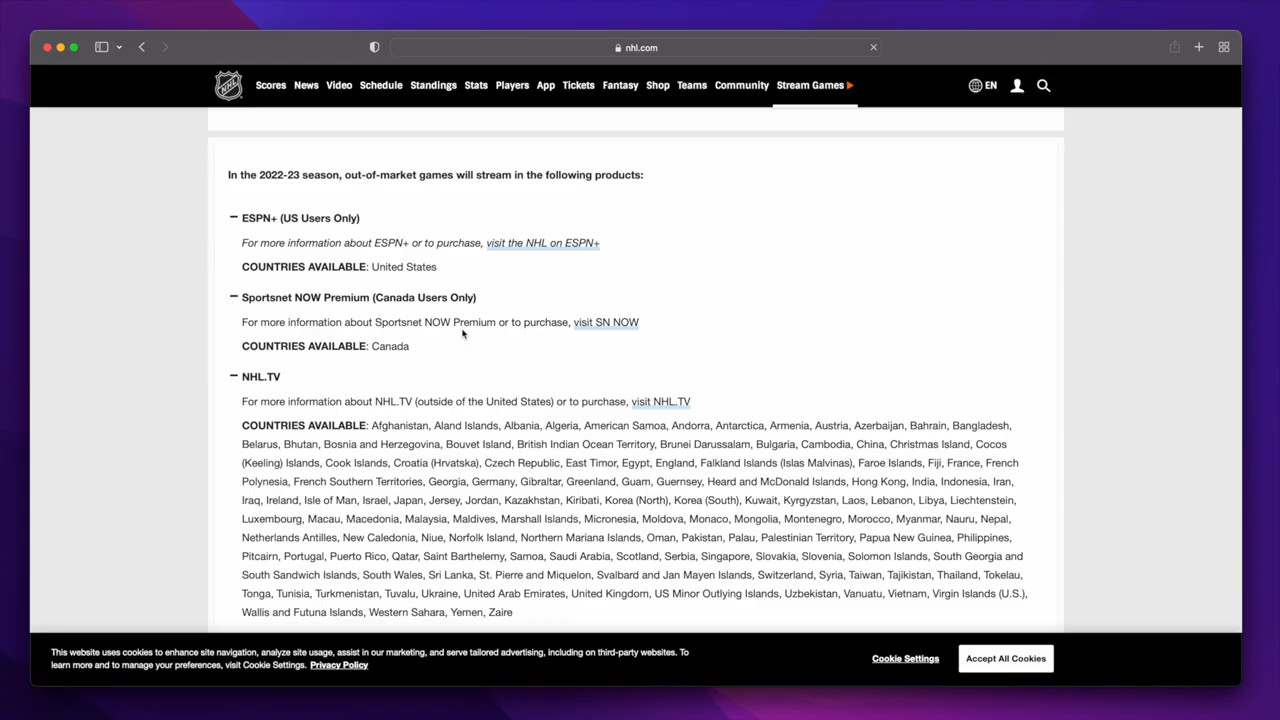 nhl.com
NHL
Scores News Video Schedule Standings Stats Players App Tickets Fantasy Shop Teams Community Stream Games EN
In the 2022-23 season, out-of-market games will stream in the following products:
ESPN+ (US Users Only)
For more information about ESPN+ or to purchase, visit the NHL on ESPN+
COUNTRIES AVAILABLE: United States
Sportsnet NOW Premium (Canada Users Only)
For more information about Sportsnet NOW Premium or to purchase, visit SN NOW
COUNTRIES AVAILABLE: Canada
NHL.TV
For more information about NHL.TV (outside of the United States) or to purchase, visit NHL.TV
COUNTRIES AVAILABLE: Afghanistan, Aland Islands, Albania, Algeria, American Samoa, Andorra, Antarctica, Armenia, Austria, Azerbaijan, Bahrain, Bangladesh,
Belarus, Bhutan, Bosnia and Herzegovina, Bouvet Island, British Indian Ocean Territory, Brunei Darussalam, Bulgaria, Cambodia, China, Christmas Island, Cocos
(Keeling) Islands, Cook Islands, Croatia (Hrvatska), Czech Republic, East Timor, Egypt, England, Falkland Islands (Islas Malvinas), Faroe Islands, Fiji, France, French
Polynesia, French Southern Territories, Georgia, Germany, Gibraltar, Greenland, Guam, Guernsey, Heard and McDonald Islands, Hong Kong, India, Indonesia, Iran,
Iraq, Ireland, Isle of Man, Israel, Japan, Jersey, Jordan, Kazakhstan, Kiribati, Korea (North), Korea (South), Kuwait, Kyrgyzstan, Laos, Lebanon, Libya, Liechtenstein,
Luxembourg, Macau, Macedonia, Malaysia, Maldives, Marshall Islands, Micronesia, Moldova, Monaco, Mongolia, Montenegro, Morocco, Myanmar, Nauru, Nepal,
Netherlands Antilles, New Caledonia, Niue, Norfolk Island, Northern Mariana Islands, Oman, Pakistan, Palau, Palestinian Territory, Papua New Guinea, Philippines,
Pitcairn, Portugal, Puerto Rico, Qatar, Saint Barthelemy, Samoa, Saudi Arabia, Scotland, Serbia, Singapore, Slovakia, Slovenia, Solomon Islands, South Georgia and
South Sandwich Islands, South Wales, Sri Lanka, St. Pierre and Miquelon, Svalbard and Jan Mayen Islands, Switzerland, Syria, Taiwan, Tajikistan, Thailand, Tokelau,
Tonga, Tunisia, Turkmenistan, Tuvalu, Ukraine, United Arab Emirates, United Kingdom, US Minor Outlying Islands, Uzbekistan, Vanuatu, Vietnam, Virgin Islands (U.S.),
Wallis and Futuna Islands, Western Sahara, Yemen, Zaire
This website uses cookies to enhance site navigation, analyze site usage, assist in our marketing, and serve tailored advertising, including on third-party websites. To
learn more and to manage your preferences, visit Cookie Settings. Privacy Policy
Cookie Settings
Accept All Cookies